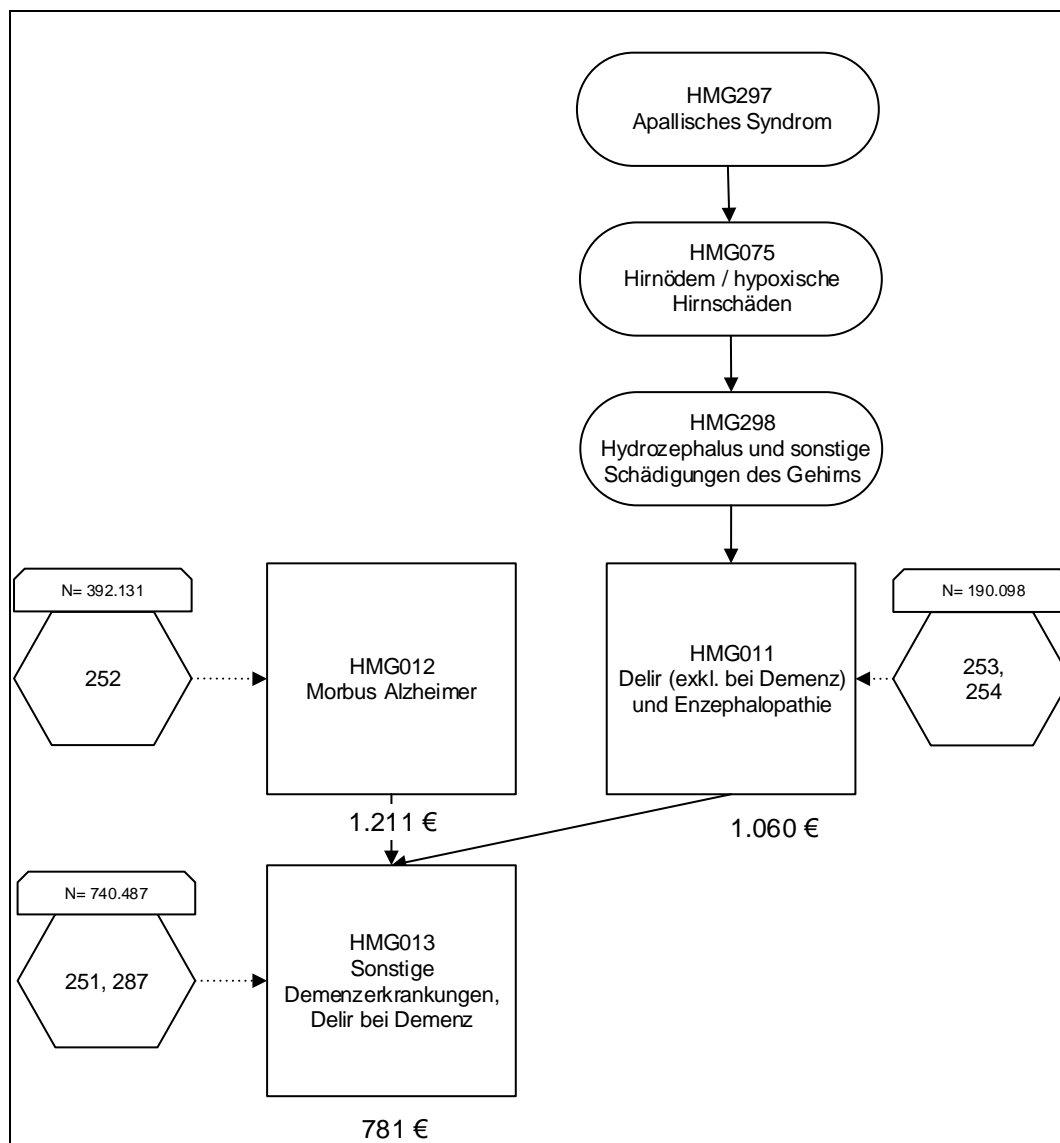 HMG297
Apallisches Syndrom
HMG075
Hirnödem / hypoxische
Hirnschäden
HMG298
Hydrozephalus und sonstige
Schädigungen des Gehirns
N= 392.131
252
HMG012
Morbus Alzheimer
HMG011
Delir (exkl. bei Demenz)
und Enzephalopathie
N= 190.098
253,
254
1.211 €
1.060 €
N= 740.487
251, 287
HMG013
Sonstige
Demenzerkrankungen,
Delir bei Demenz
781 €